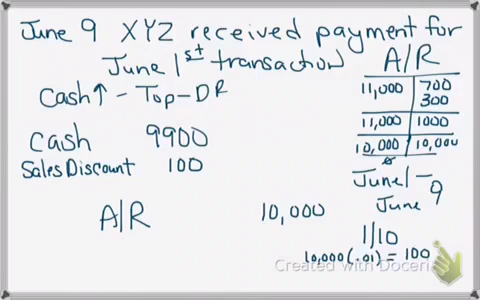 June 9 XYZ received payment for
June 1st transaction
Cash↑ - Top-DR
Cash 9900
Sales Discount 100
A/R 10,000
A/R
11,000 700
300
11,000 1000
10,000 10,000
June 1 -
June 9
1/10
10,000(.01) = 100
Created with Doceri